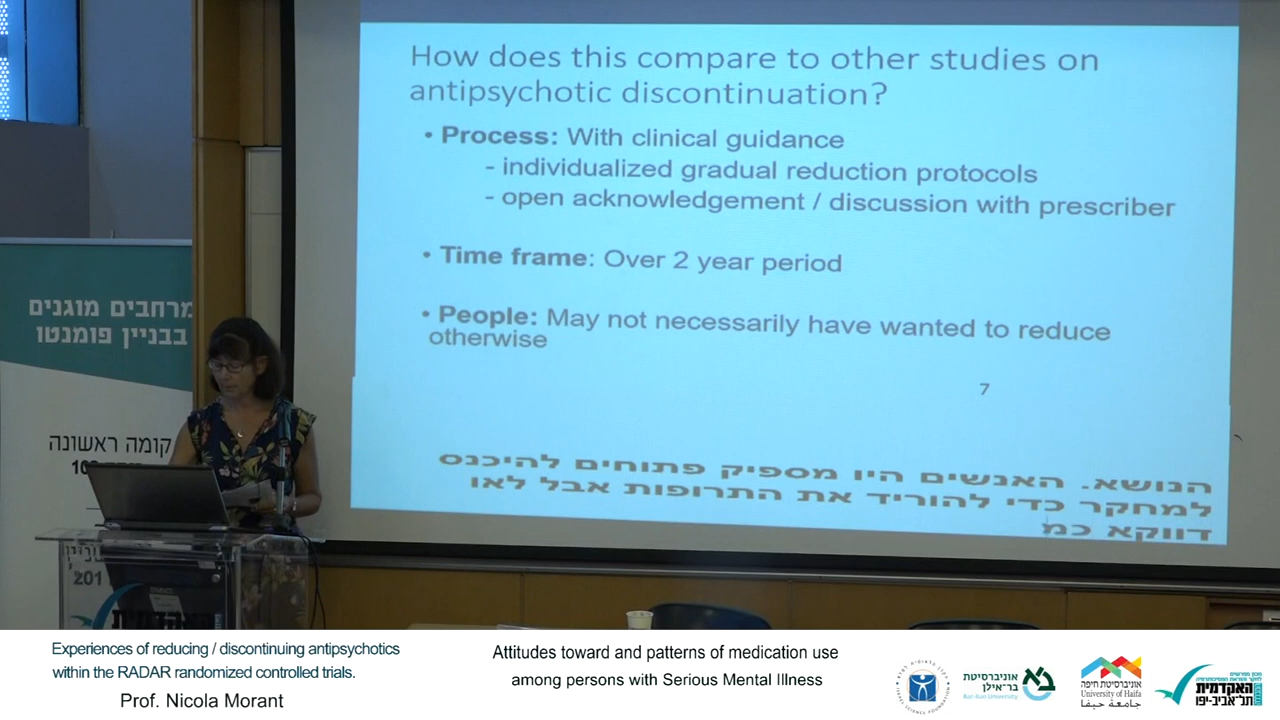 How does this compare to other studies on
antipsychotic discontinuation?
• Process: With clinical guidance
- individualized gradual reduction protocols
- open acknowledgement / discussion with prescriber
• Time frame: Over 2 year period
• People: May not necessarily have wanted to reduce
otherwise
7
הנושא. האנשים היו מספיק פתוחים להיכנס
למחקר כדי להוריד את התרופות אבל לאו
דווקא כמ
מרחבים מוגנים
בבניין פומנטו
קומה ראשונה
Experiences of reducing / discontinuing antipsychotics
within the RADAR randomized controlled trials.
Prof. Nicola Morant
Attitudes toward and patterns of medication use
among persons with Serious Mental Illness
אוניברסיטת
בר־אילן
Bar-Ilan University
אוניברסיטת חיפה
University of Haifa
جامعة حيفا
האקדמית
תל־אביב-יפו